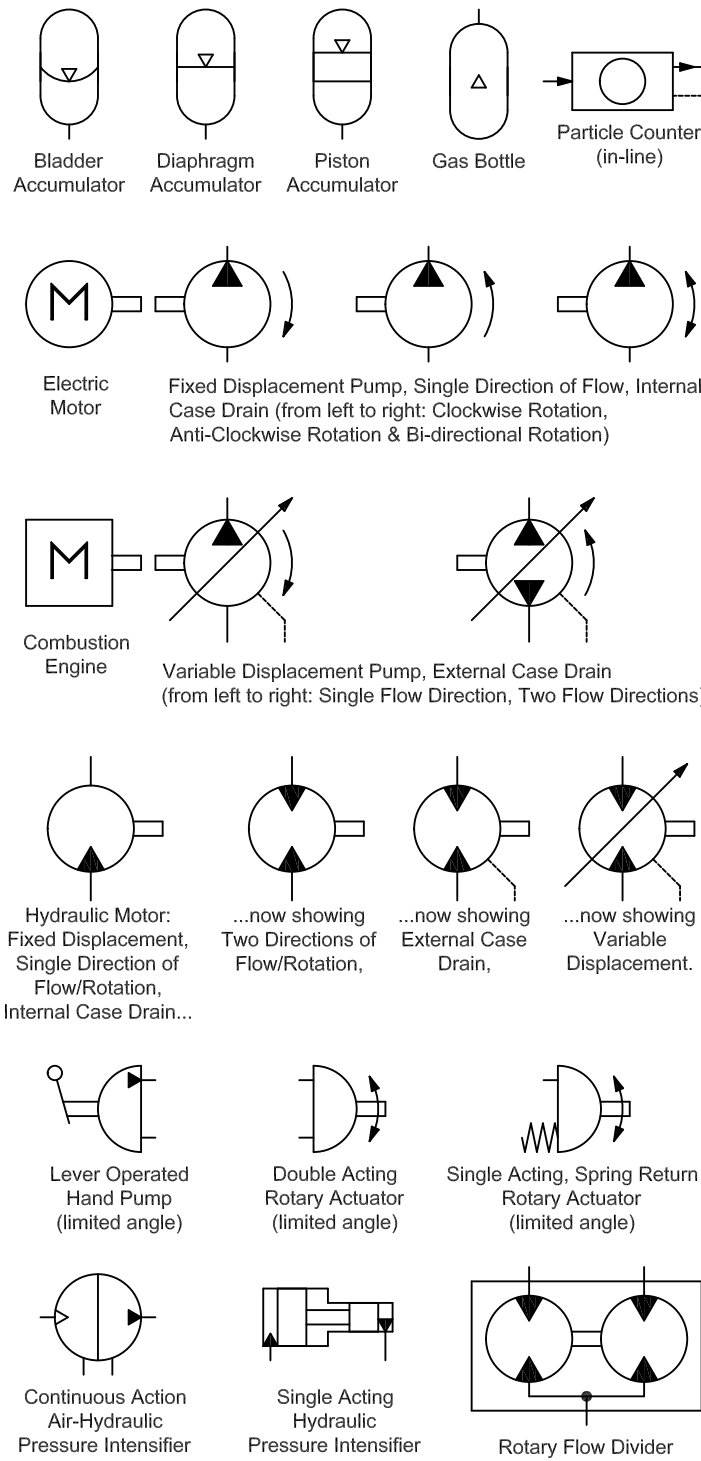 Bladder
Accumulator
Diaphragm
Accumulator
Piston
Accumulator
Gas Bottle
Particle Counter
(in-line)
M
Electric
Motor
Fixed Displacement Pump, Single Direction of Flow, Internal
Case Drain (from left to right: Clockwise Rotation,
Anti-Clockwise Rotation & Bi-directional Rotation)
M
Combustion
Engine
Variable Displacement Pump, External Case Drain
(from left to right: Single Flow Direction, Two Flow Directions)
Hydraulic Motor:
Fixed Displacement,
Single Direction of
Flow/Rotation,
Internal Case Drain...
...now showing
Two Directions of
Flow/Rotation,
...now showing
External Case
Drain,
...now showing
Variable
Displacement.
Lever Operated
Hand Pump
(limited angle)
Double Acting
Rotary Actuator
(limited angle)
Single Acting, Spring Return
Rotary Actuator
(limited angle)
Continuous Action
Air-Hydraulic
Pressure Intensifier
Single Acting
Hydraulic
Pressure Intensifier
Rotary Flow Divider